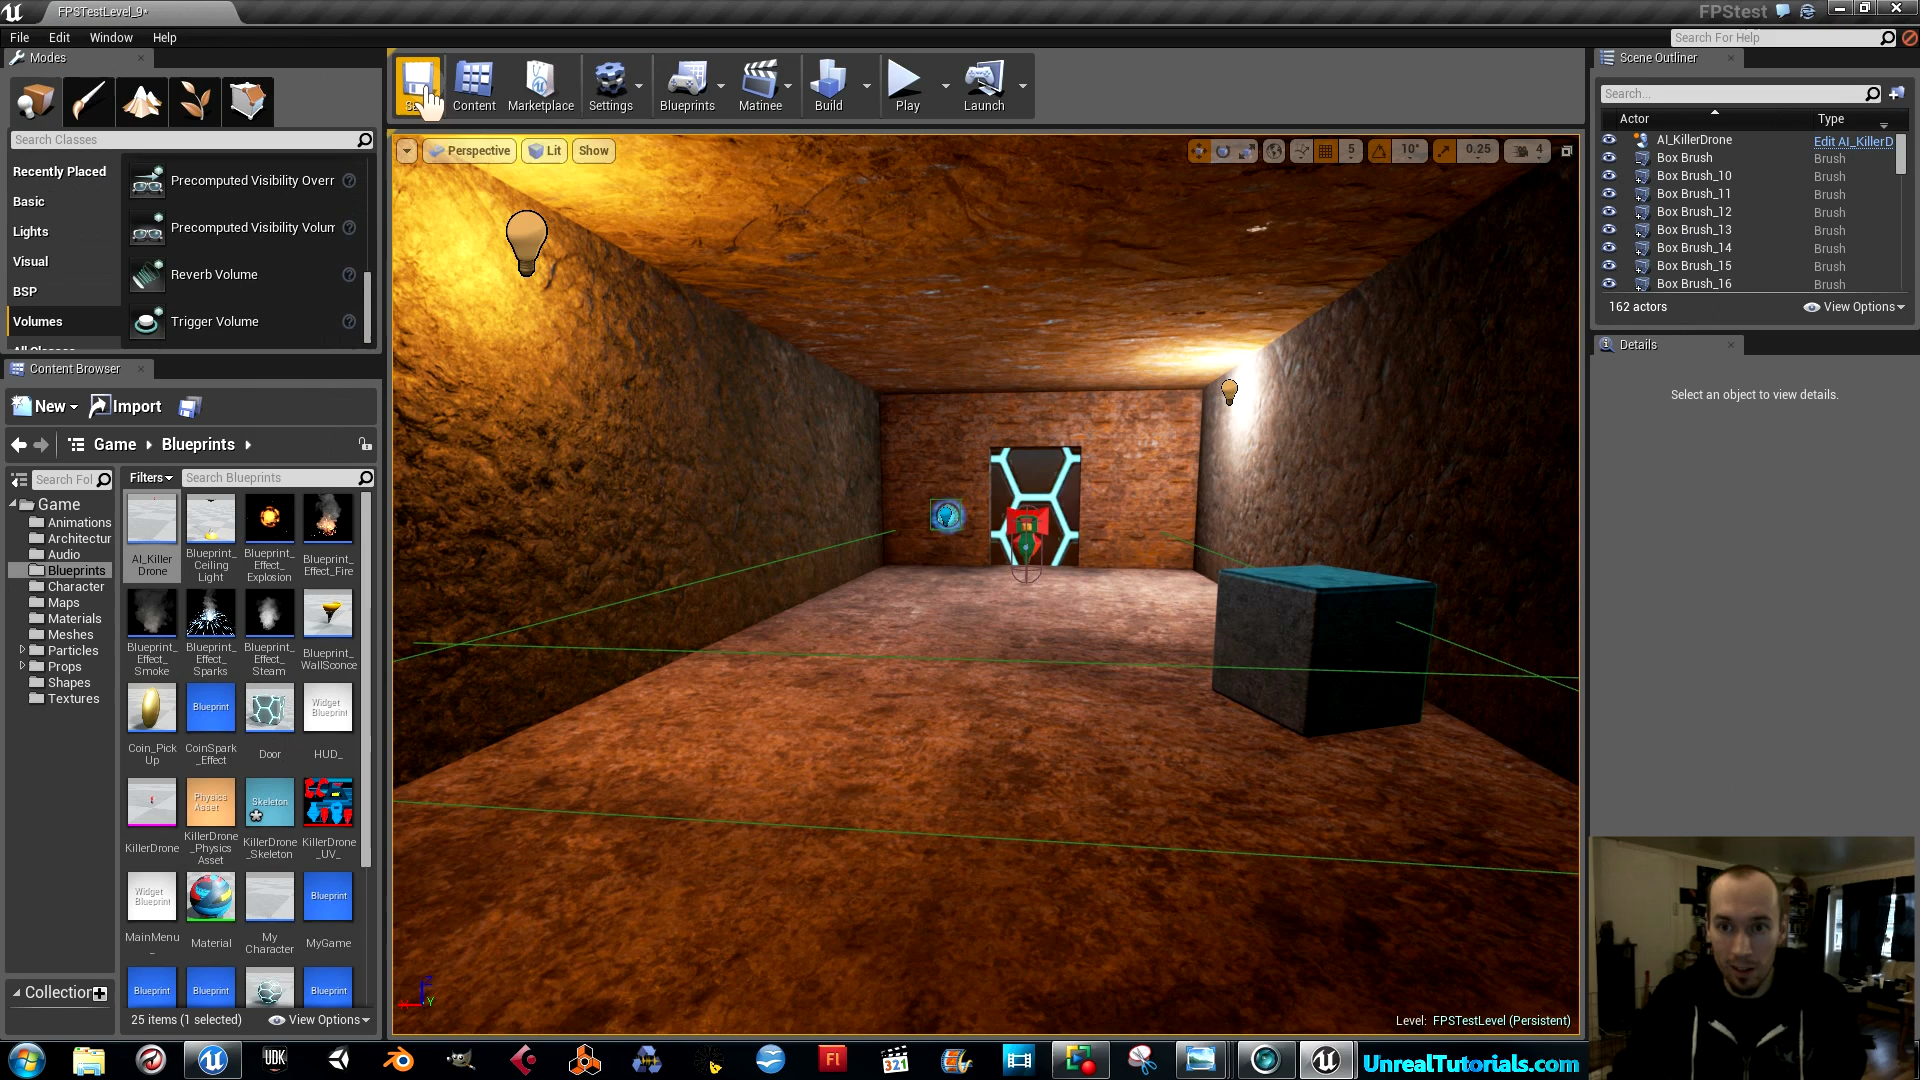 FPSTestLevel_9*
FPStest
File Edit Window Help
Search For Help
Modes
Search Classes
Recently Placed
Basic
Lights
Visual
BSP
Volumes
Precomputed Visibility Overr
Precomputed Visibility Volum
Reverb Volume
Trigger Volume
Content
Marketplace
Settings
Blueprints
Matinee
Build
Play
Launch
Perspective
Lit
Show
5
10°
0.25
4
Scene Outliner
Search...
Actor Type
AI_KillerDrone Edit AI_KillerD
Box Brush Brush
Box Brush_10 Brush
Box Brush_11 Brush
Box Brush_12 Brush
Box Brush_13 Brush
Box Brush_14 Brush
Box Brush_15 Brush
Box Brush_16 Brush
162 actors View Options
Details
Select an object to view details.
Content Browser
New Import
Game Blueprints
Search Fol
Filters
Search Blueprints
Game
Animations
Architectur
Audio
Blueprints
Character
Maps
Materials
Meshes
Particles
Props
Shapes
Textures
Collection
AI_Killer
Drone
Blueprint_
Ceiling
Light
Blueprint_
Effect_
Explosion
Blueprint_
Effect_Fire
Blueprint_
Effect_
Smoke
Blueprint_
Effect_
Sparks
Blueprint_
Effect_
Steam
Blueprint_
WallSconce
Coin_Pick
Up
Blueprint
CoinSpark
_Effect
Door
Widget
Blueprint
HUD_
KillerDrone
Physics
Asset
KillerDrone
_Physics
Asset
Skeleton
KillerDrone
_Skeleton
KillerDrone
_UV_
Widget
Blueprint
MainMenu
_
Material
My
Character
Blueprint
MyGame
Blueprint
Blueprint
Blueprint
25 items (1 selected) View Options
Level: FPSTestLevel (Persistent)
UDK
Fl
321
UnrealTutorials.com